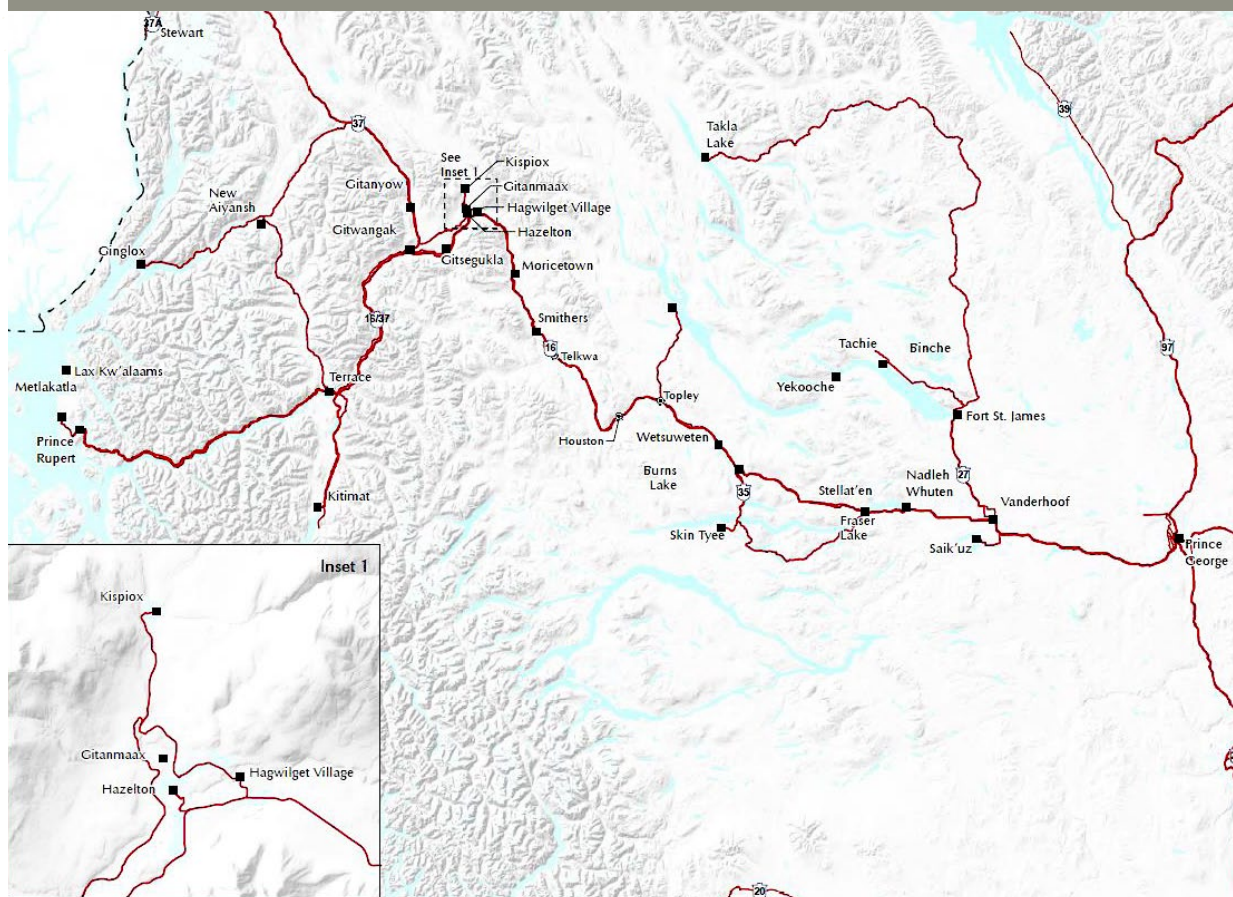 37A
Stewart
39
37
Takla
Lake
See
Inset 1
Kispiox
Gitanyow
Gitanmaax
New
Aiyansh
Hagwilget Village
Gitwangak
Hazelton
Ginglox
Gitsegukla
Moricetown
16/37
Smithers
16
Telkwa
Tachie
Binche
97
Lax Kw'alaams
Terrace
Yekooche
Metlakatla
Topley
Fort St. James
Prince
Rupert
Houston
Wetsuweten
Burns
Lake
27
Nadleh
Whuten
Kitimat
35
Stellat'en
Vanderhoof
Skin Tyee
Fraser
Lake
Saik'uz
Prince
George
Inset 1
Kispiox
Gitanmaax
Hagwilget Village
Hazelton
20